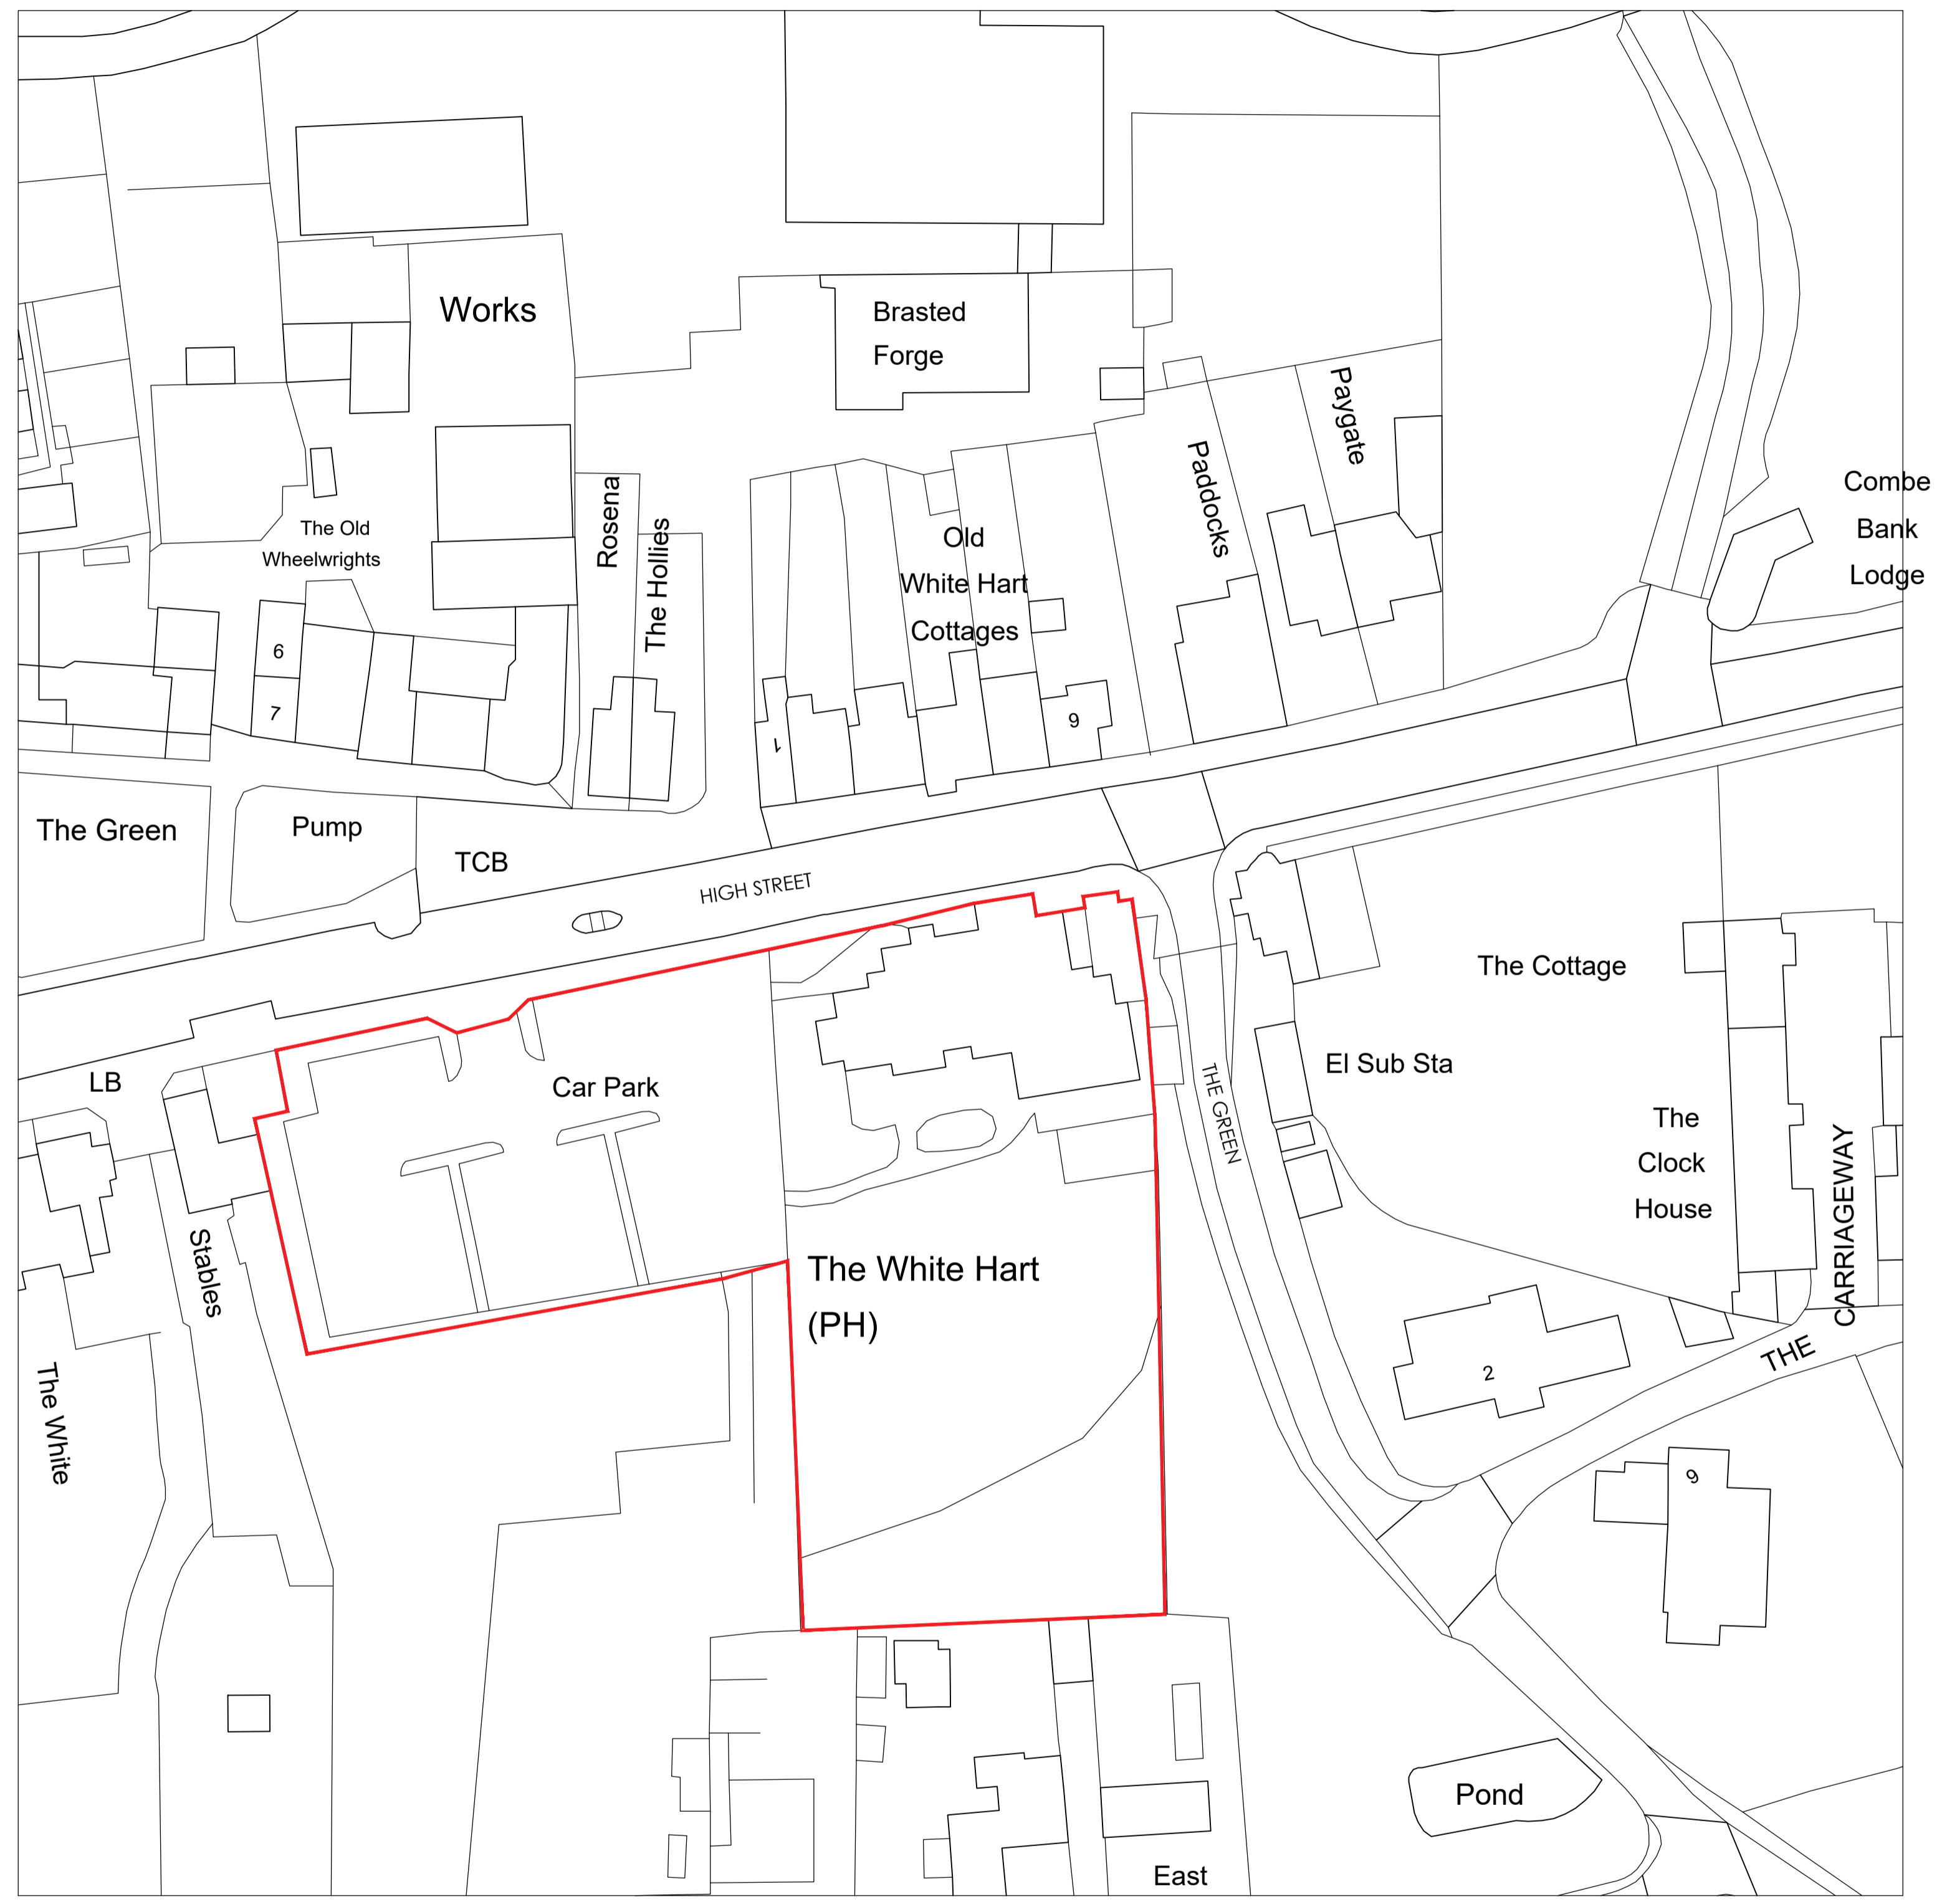 Works
Brasted
Forge
Paygate
Paddocks
Combe
Bank
Lodge
Rosena
The Hollies
The Old
Wheelwrights
Old
White Hart
Cottages
6
7
1
9
The Green
Pump
TCB
HIGH STREET
The Cottage
LB
Car Park
THE GREEN
El Sub Sta
The
Clock
House
CARRIAGEWAY
Stables
The White Hart
(PH)
The White
2
THE
9
Pond
East